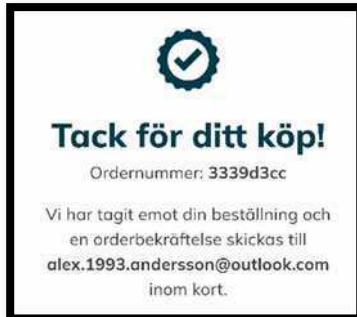 Tack för ditt köp!
Ordernummer: 3339d3cc
Vi har tagit emot din beställning och
en orderbekräftelse skickas till
alex.1993.andersson@outlook.com
inom kort.